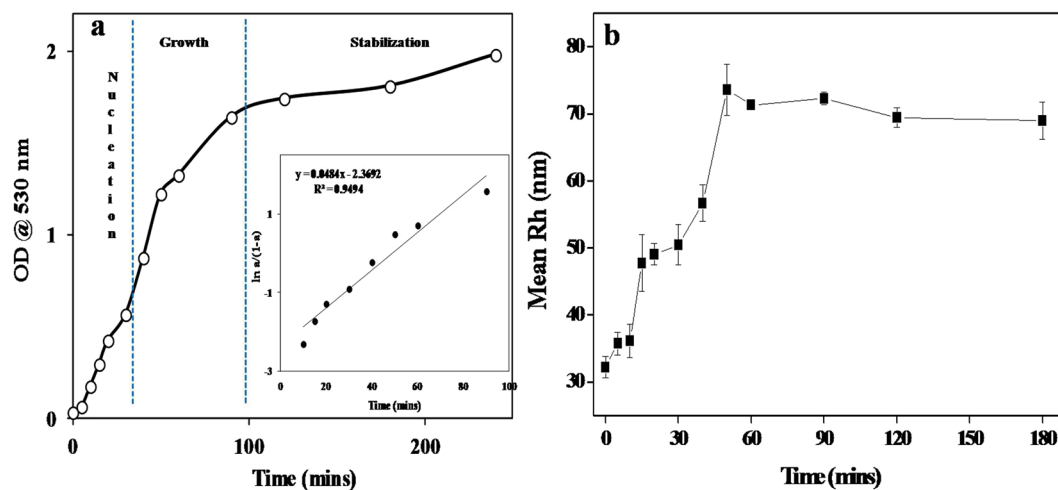 a
Growth
Stabilization
Nucleation
2
1
0
OD @ 530 nm
0
100
200
Time (mins)
y = 0.0484x - 2.3692
R² = 0.9494
ln a/(1-a)
1
-1
-3
0
20
40
60
80
100
Time (mins)
b
80
70
60
50
40
30
Mean Rh (nm)
0
30
60
90
120
150
180
Time (mins)